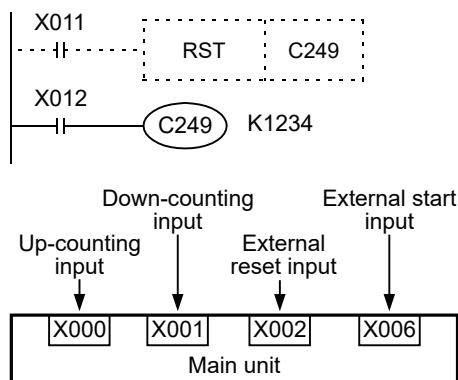 X011
RST C249
X012
C249 K1234
Down-counting input
External start input
Up-counting input
External reset input
X000 X001 X002 X006
Main unit